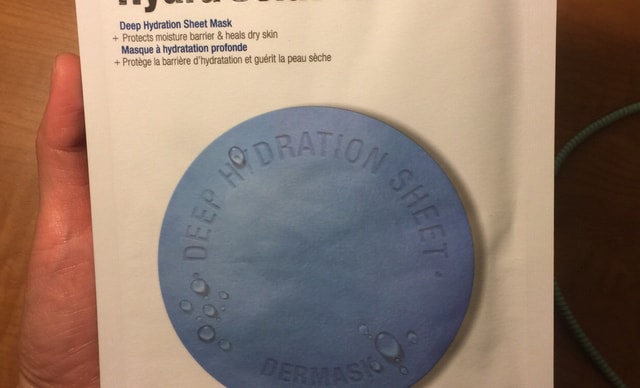 Deep Hydration Sheet Mask
+ Protects moisture barrier & heals dry skin
Masque à hydratation profonde
+ Protège la barrière d'hydratation et guérit la peau sèche
• DEEP HYDRATION SHEET •
DERMASK